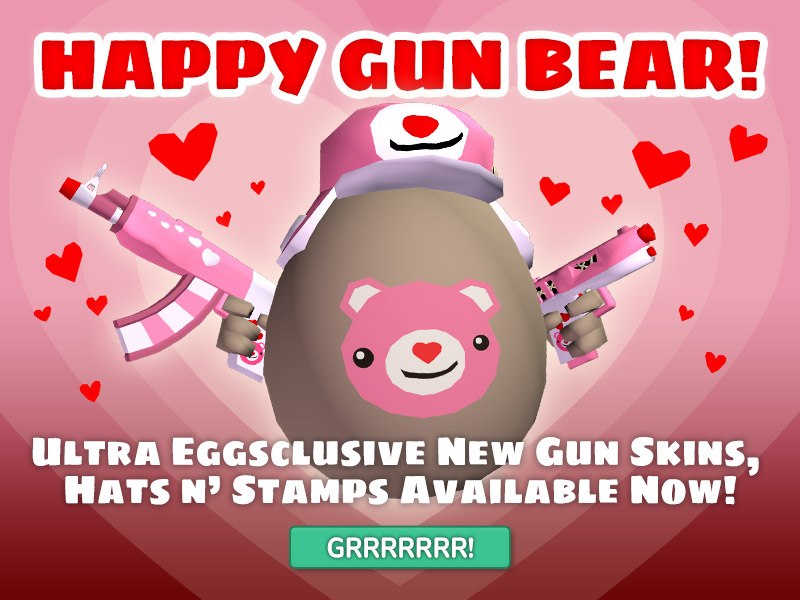 HAPPY GUN BEAR!
ULTRA EGGSCLUSIVE NEW GUN SKINS,
HATS N' STAMPS AVAILABLE NOW!
GRRRRRRR!